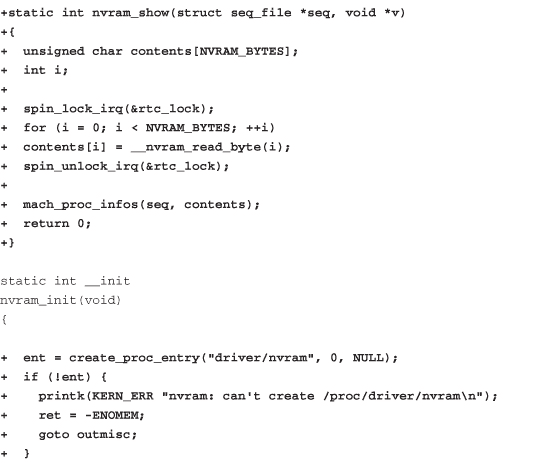 +static int nvram_show(struct seq_file *seq, void *v)
+{
+  unsigned char contents[NVRAM_BYTES];
+  int i;
+
+  spin_lock_irq(&rtc_lock);
+  for (i = 0; i < NVRAM_BYTES; ++i)
+  contents[i] = __nvram_read_byte(i);
+  spin_unlock_irq(&rtc_lock);
+
+  mach_proc_infos(seq, contents);
+  return 0;
+}
static int __init
nvram_init(void)
{
+  ent = create_proc_entry("driver/nvram", 0, NULL);
+  if (!ent) {
+    printk(KERN_ERR "nvram: can't create /proc/driver/nvram\n");
+    ret = -ENOMEM;
+    goto outmisc;
+  }